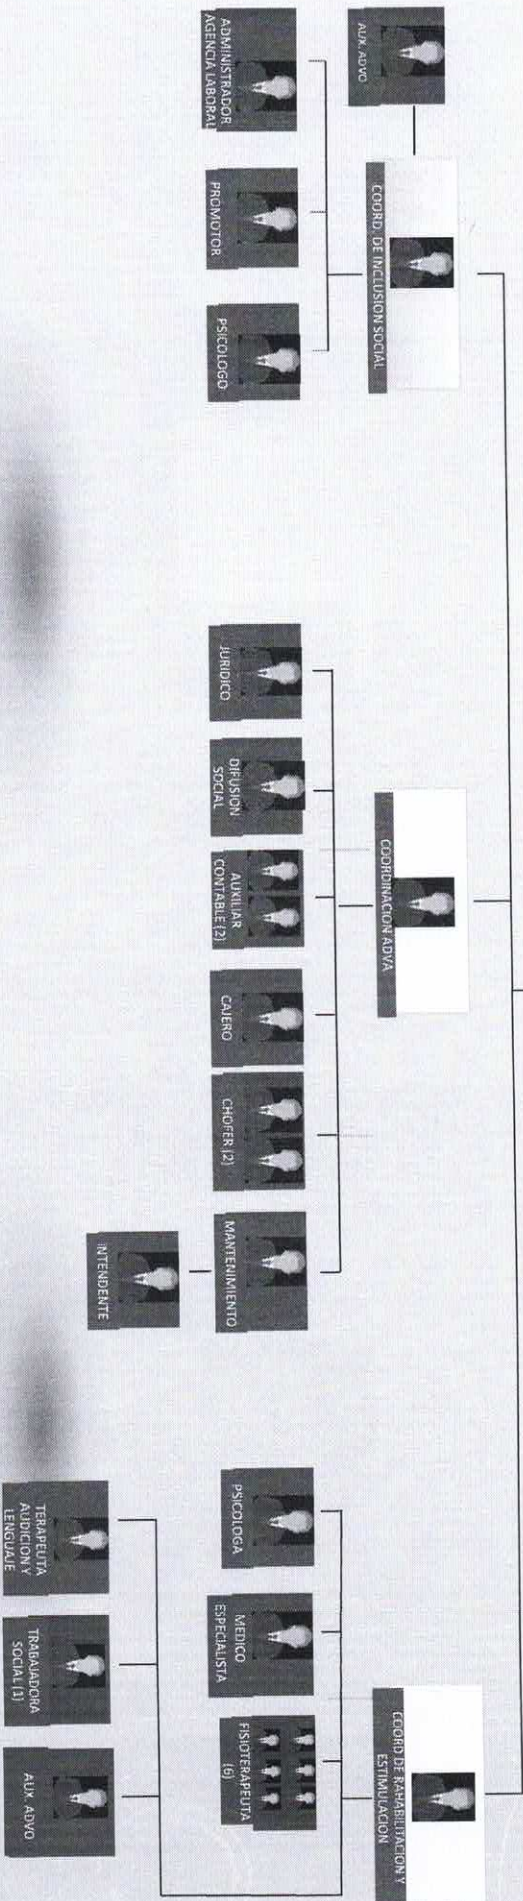 AUX. ADVO
COORD. DE INCLUSION SOCIAL
ADMINISTRADOR
AGENCIA LABORAL
PROMOTOR
PSICOLOGO
COORDINACION ADVA
JURIDICO
DIFUSION
SOCIAL
AUXILIAR
CONTABLE (2)
CAJERO
CHOFER (2)
MANTENIMIENTO
INTENDENTE
COORD DE RAHABILITACION Y
ESTIMULACION
PSICOLOGA
MEDICO
ESPECIALISTA
FISIOTERAPEUTA
(6)
TERAPEUTA
AUDICION Y
LENGUAJE
TRABAJADORA
SOCIAL (1)
AUX. ADVO